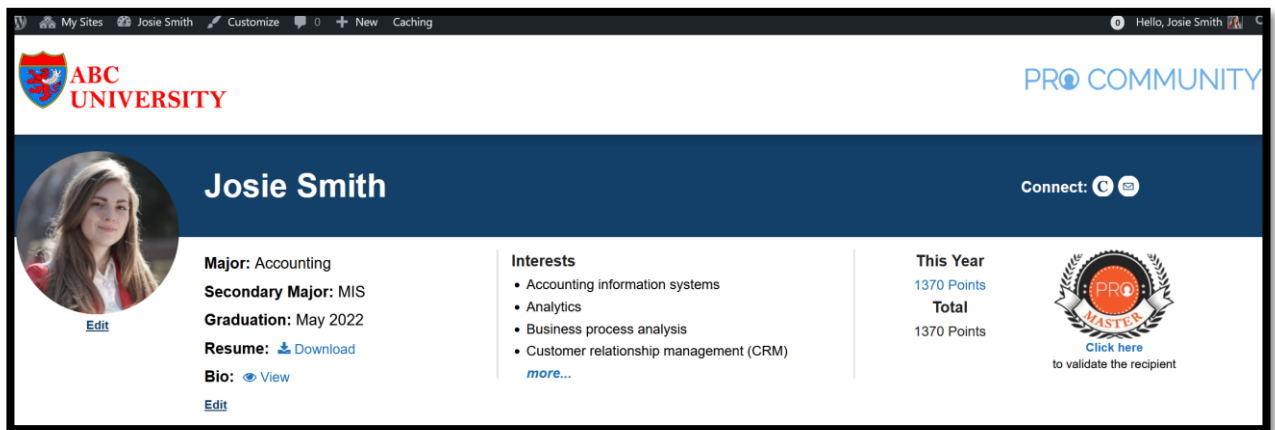 My Sites Josie Smith Customize 0 New Caching
0 Hello, Josie Smith
ABC
UNIVERSITY
PRO COMMUNITY
Josie Smith
Connect: C
Edit
Major: Accounting
Secondary Major: MIS
Graduation: May 2022
Resume: Download
Bio: View
Edit
Interests
• Accounting information systems
• Analytics
• Business process analysis
• Customer relationship management (CRM)
more...
This Year
1370 Points
Total
1370 Points
PRO
MASTER
Click here
to validate the recipient